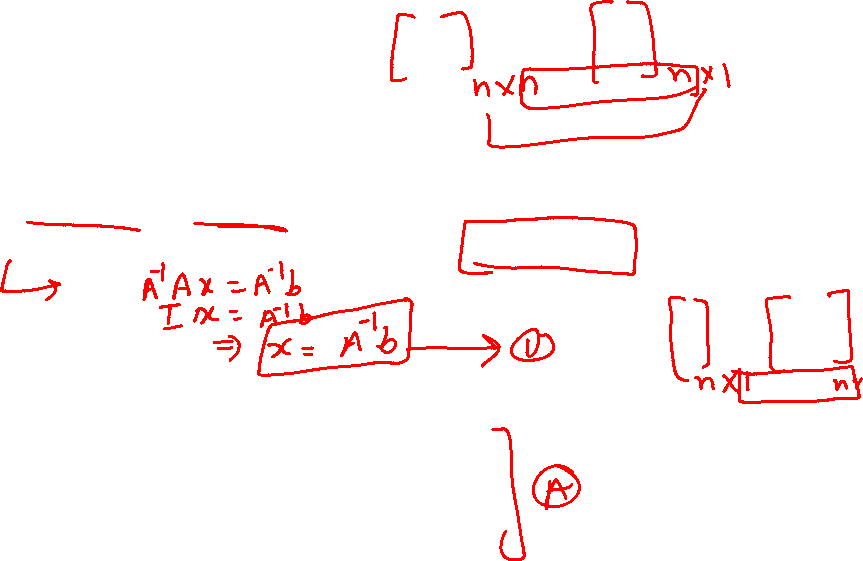 n×n n×1
A⁻¹Ax = A⁻¹b
Ix = A⁻¹b
⇒ x = A⁻¹b → ①
n×1 n×
Ⓐ